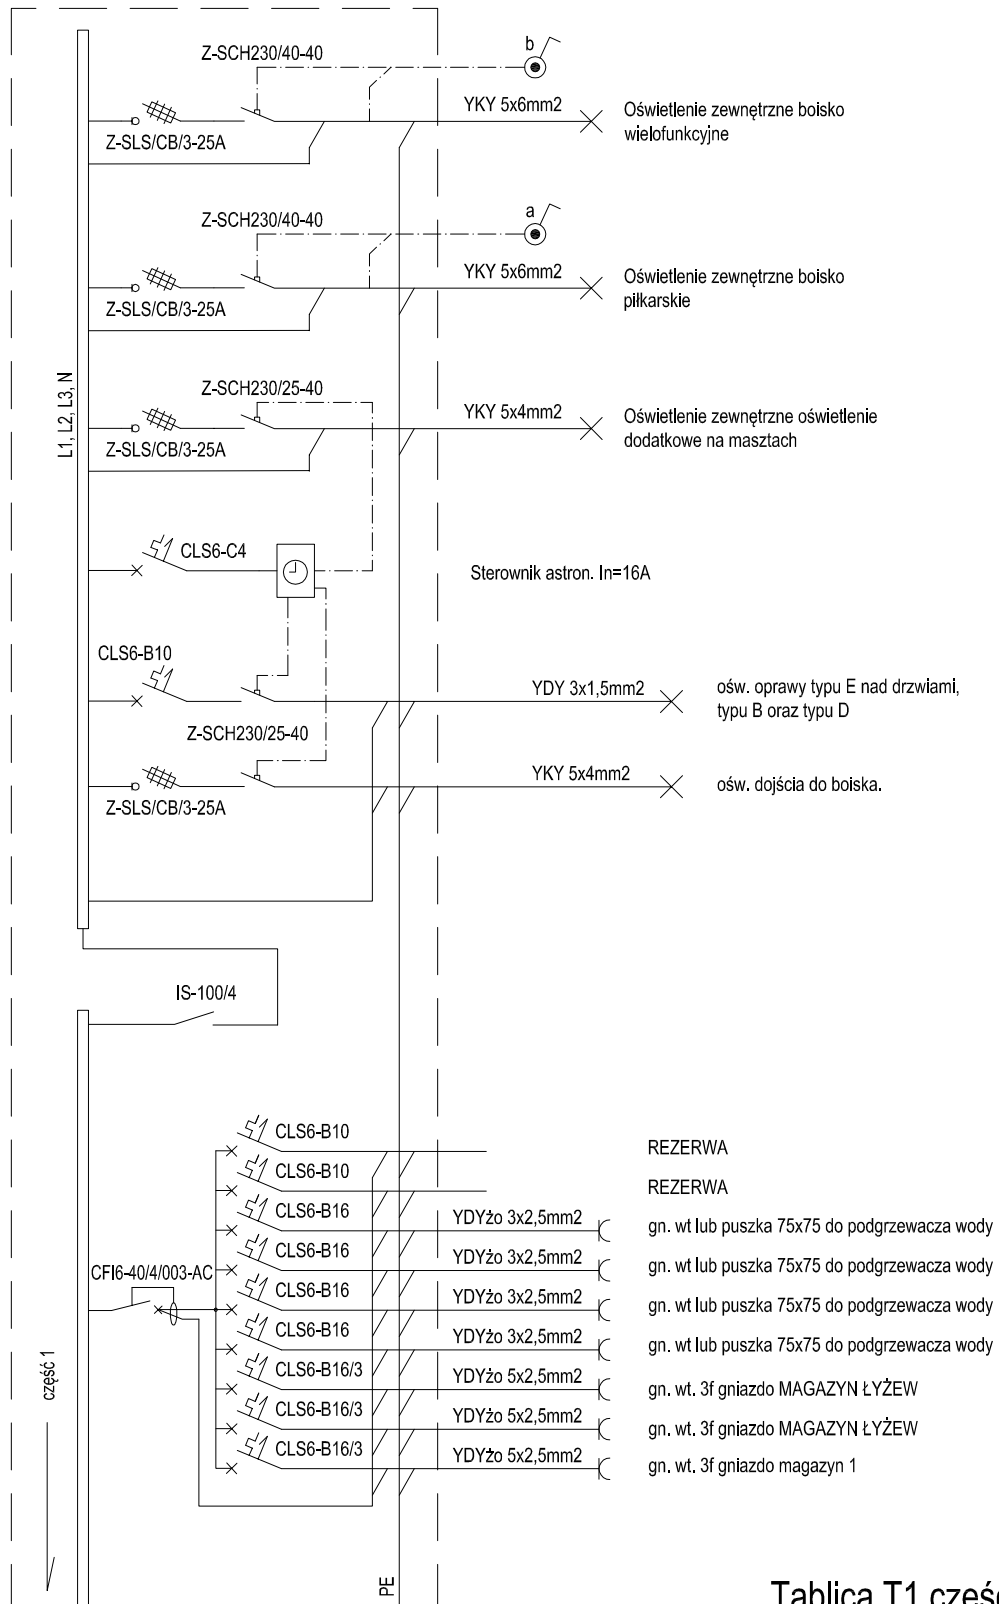 b
Z-SCH230/40-40
YKY 5x6mm2
Oświetlenie zewnętrzne boisko
wielofunkcyjne
Z-SLS/CB/3-25A
a
Z-SCH230/40-40
YKY 5x6mm2
Oświetlenie zewnętrzne boisko
piłkarskie
Z-SLS/CB/3-25A
L1, L2, L3, N
Z-SCH230/25-40
YKY 5x4mm2
Oświetlenie zewnętrzne oświetlenie
dodatkowe na masztach
Z-SLS/CB/3-25A
CLS6-C4
Sterownik astron. In=16A
CLS6-B10
YDY 3x1,5mm2
ośw. oprawy typu E nad drzwiami,
typu B oraz typu D
Z-SCH230/25-40
YKY 5x4mm2
ośw. dojścia do boiska.
Z-SLS/CB/3-25A
IS-100/4
CLS6-B10
REZERWA
CLS6-B10
REZERWA
CLS6-B16
YDYżo 3x2,5mm2
gn. wt lub puszka 75x75 do podgrzewacza wody
CLS6-B16
YDYżo 3x2,5mm2
gn. wt lub puszka 75x75 do podgrzewacza wody
CFI6-40/4/003-AC
CLS6-B16
YDYżo 3x2,5mm2
gn. wt lub puszka 75x75 do podgrzewacza wody
CLS6-B16
YDYżo 3x2,5mm2
gn. wt lub puszka 75x75 do podgrzewacza wody
CLS6-B16/3
YDYżo 5x2,5mm2
gn. wt. 3f gniazdo MAGAZYN ŁYŻEW
CLS6-B16/3
YDYżo 5x2,5mm2
gn. wt. 3f gniazdo MAGAZYN ŁYŻEW
CLS6-B16/3
YDYżo 5x2,5mm2
gn. wt. 3f gniazdo magazyn 1
część 1
PE
Tablica T1 część